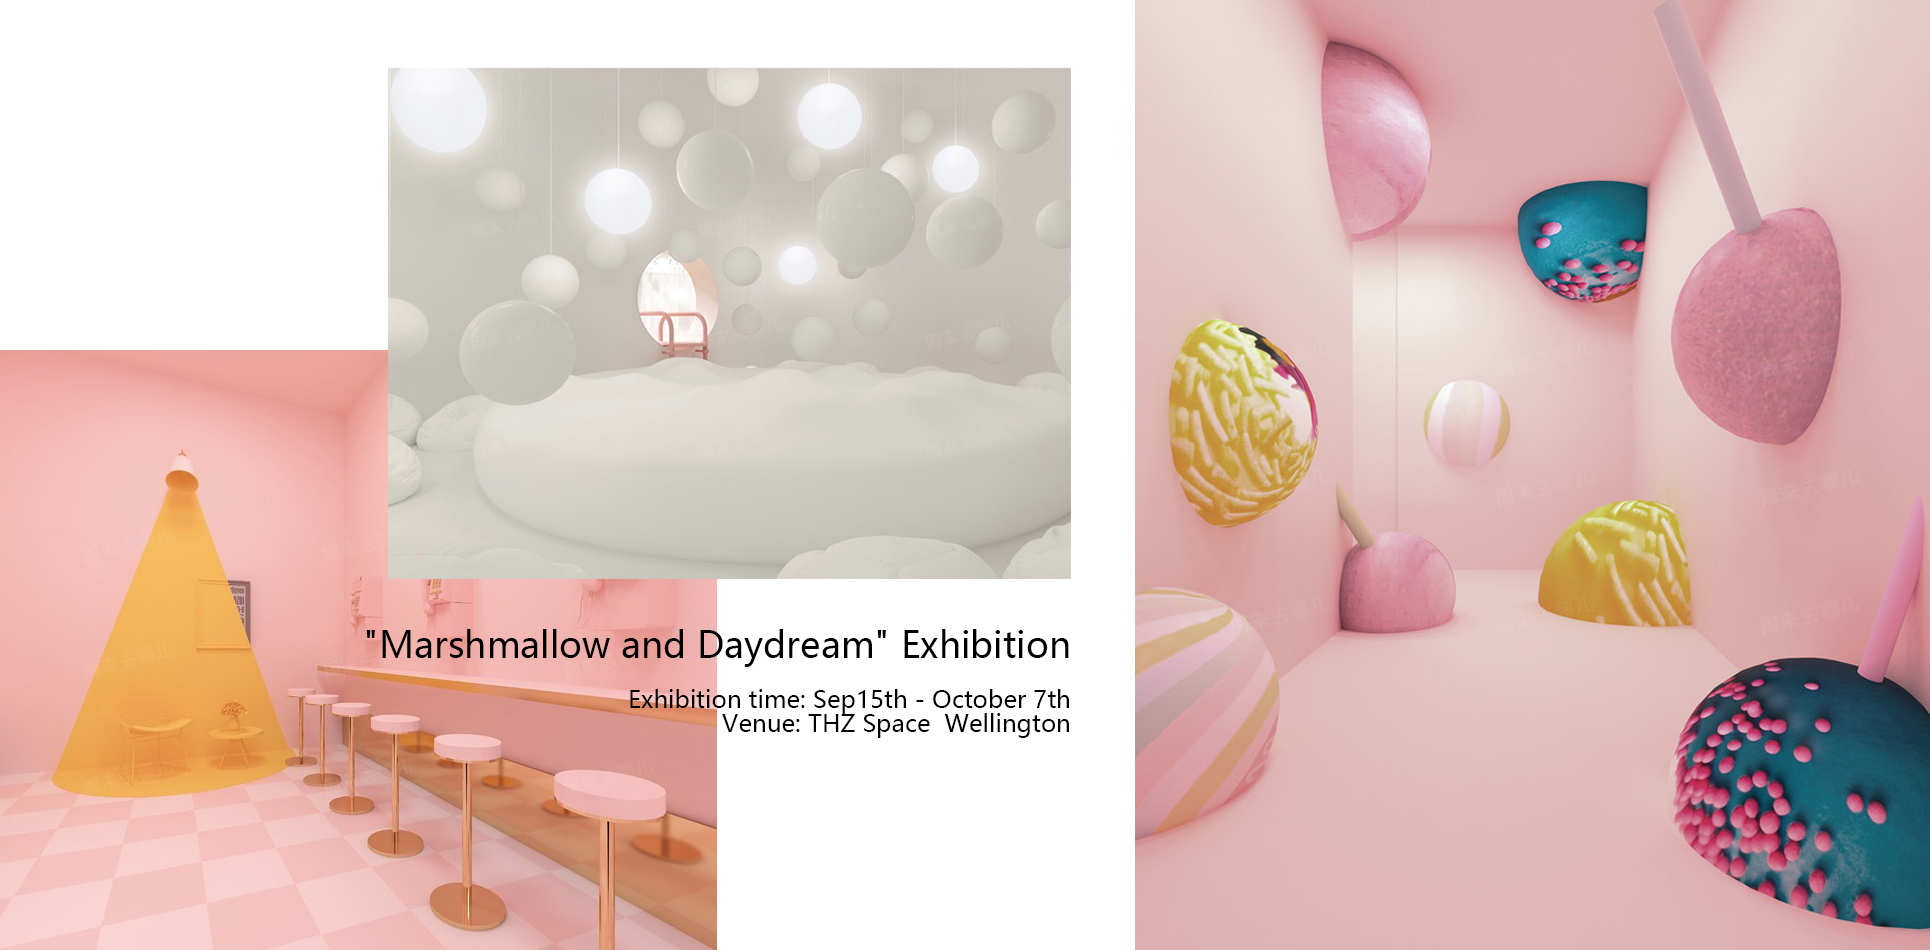 "Marshmallow and Daydream" Exhibition
Exhibition time: Sep15th - October 7th
Venue: THZ Space  Wellington